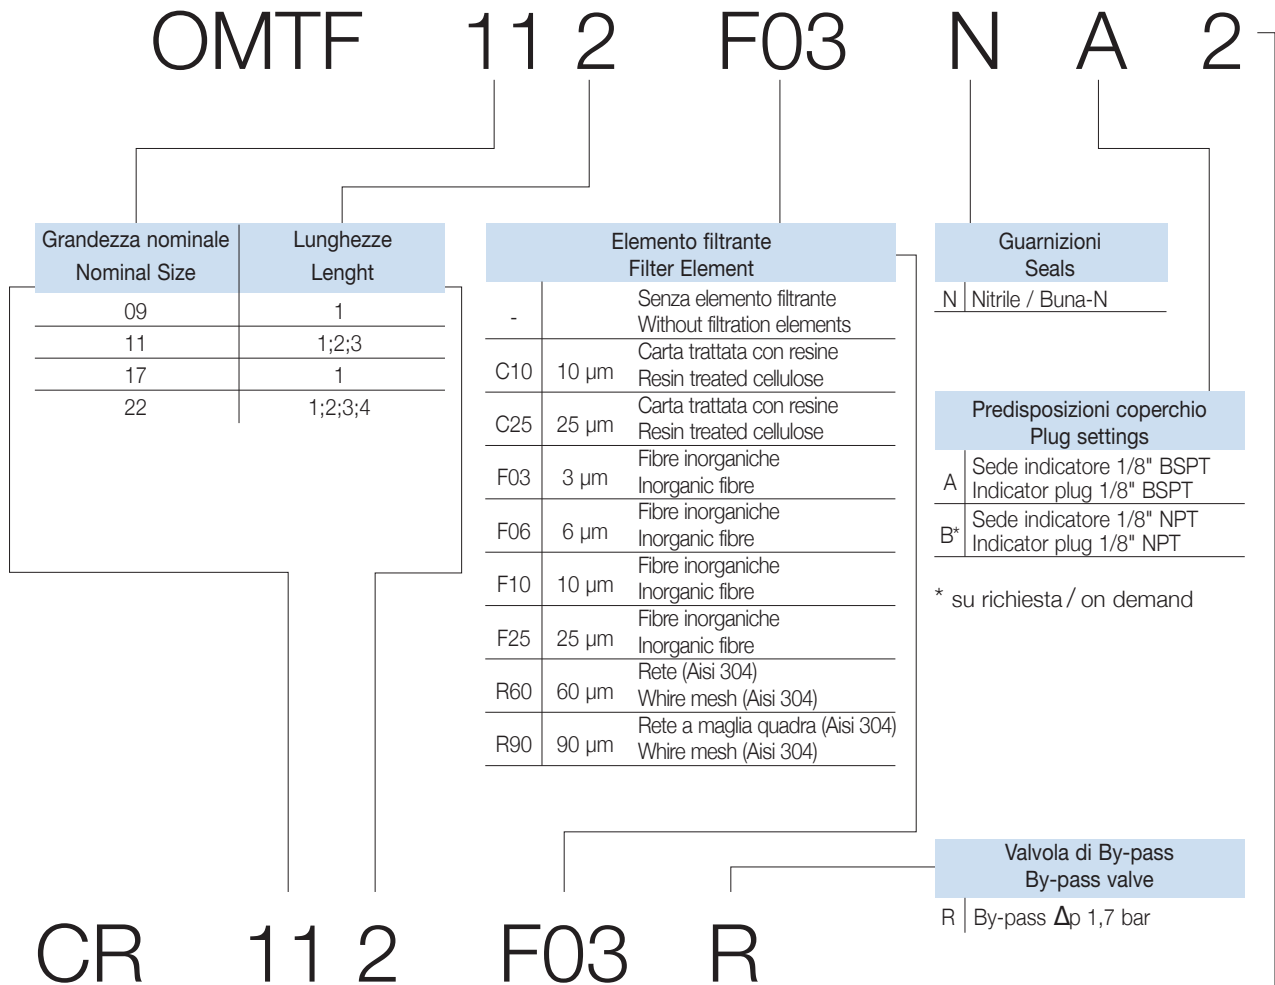 OMTF 11 2 F03 N A 2
Grandezza nominale
Nominal Size
Lunghezze
Lenght
09 1
11 1;2;3
17 1
22 1;2;3;4
Elemento filtrante
Filter Element
- Senza elemento filtrante
Without filtration elements
C10 10 µm Carta trattata con resine
Resin treated cellulose
C25 25 µm Carta trattata con resine
Resin treated cellulose
F03 3 µm Fibre inorganiche
Inorganic fibre
F06 6 µm Fibre inorganiche
Inorganic fibre
F10 10 µm Fibre inorganiche
Inorganic fibre
F25 25 µm Fibre inorganiche
Inorganic fibre
R60 60 µm Rete (Aisi 304)
Whire mesh (Aisi 304)
R90 90 µm Rete a maglia quadra (Aisi 304)
Whire mesh (Aisi 304)
Guarnizioni
Seals
N Nitrile / Buna-N
Predisposizioni coperchio
Plug settings
A Sede indicatore 1/8" BSPT
Indicator plug 1/8" BSPT
B* Sede indicatore 1/8" NPT
Indicator plug 1/8" NPT
* su richiesta / on demand
Valvola di By-pass
By-pass valve
R By-pass Δp 1,7 bar
CR 11 2 F03 R